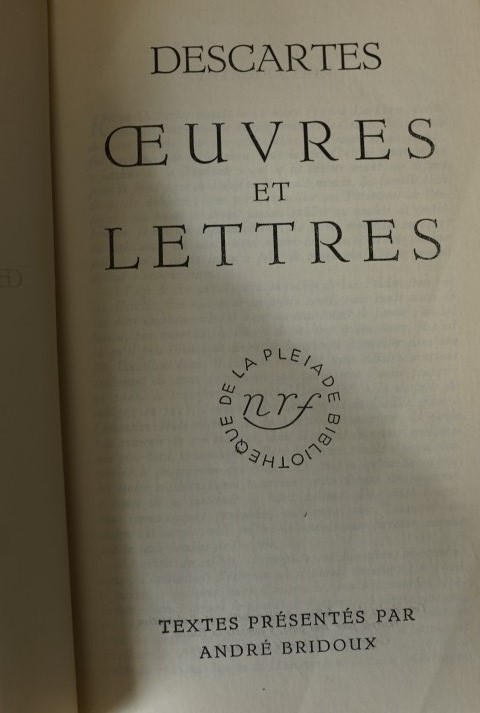 DESCARTES
ŒUVRES
ET
LETTRES
BIBLIOTHÈQUE DE LA PLEIADE
nrf
TEXTES PRÉSENTÉS PAR
ANDRÉ BRIDOUX